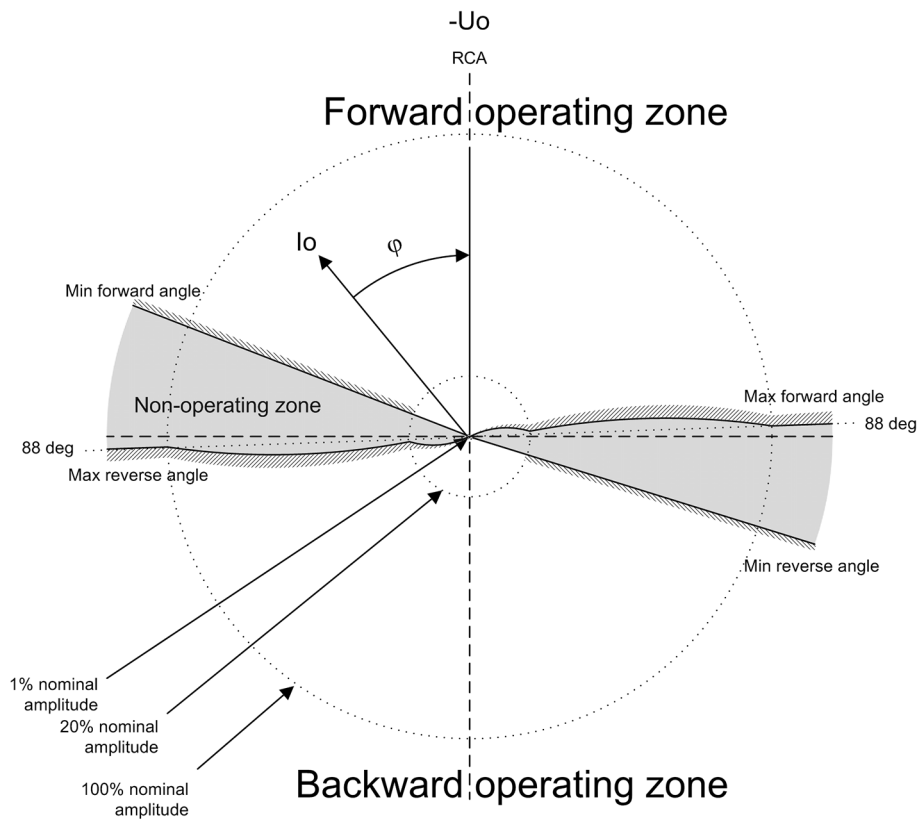 -Uo
RCA
Forward operating zone
Io
φ
Min forward angle
Non-operating zone
Max forward angle
88 deg
88 deg
Max reverse angle
Min reverse angle
1% nominal
amplitude
20% nominal
amplitude
100% nominal
amplitude
Backward operating zone